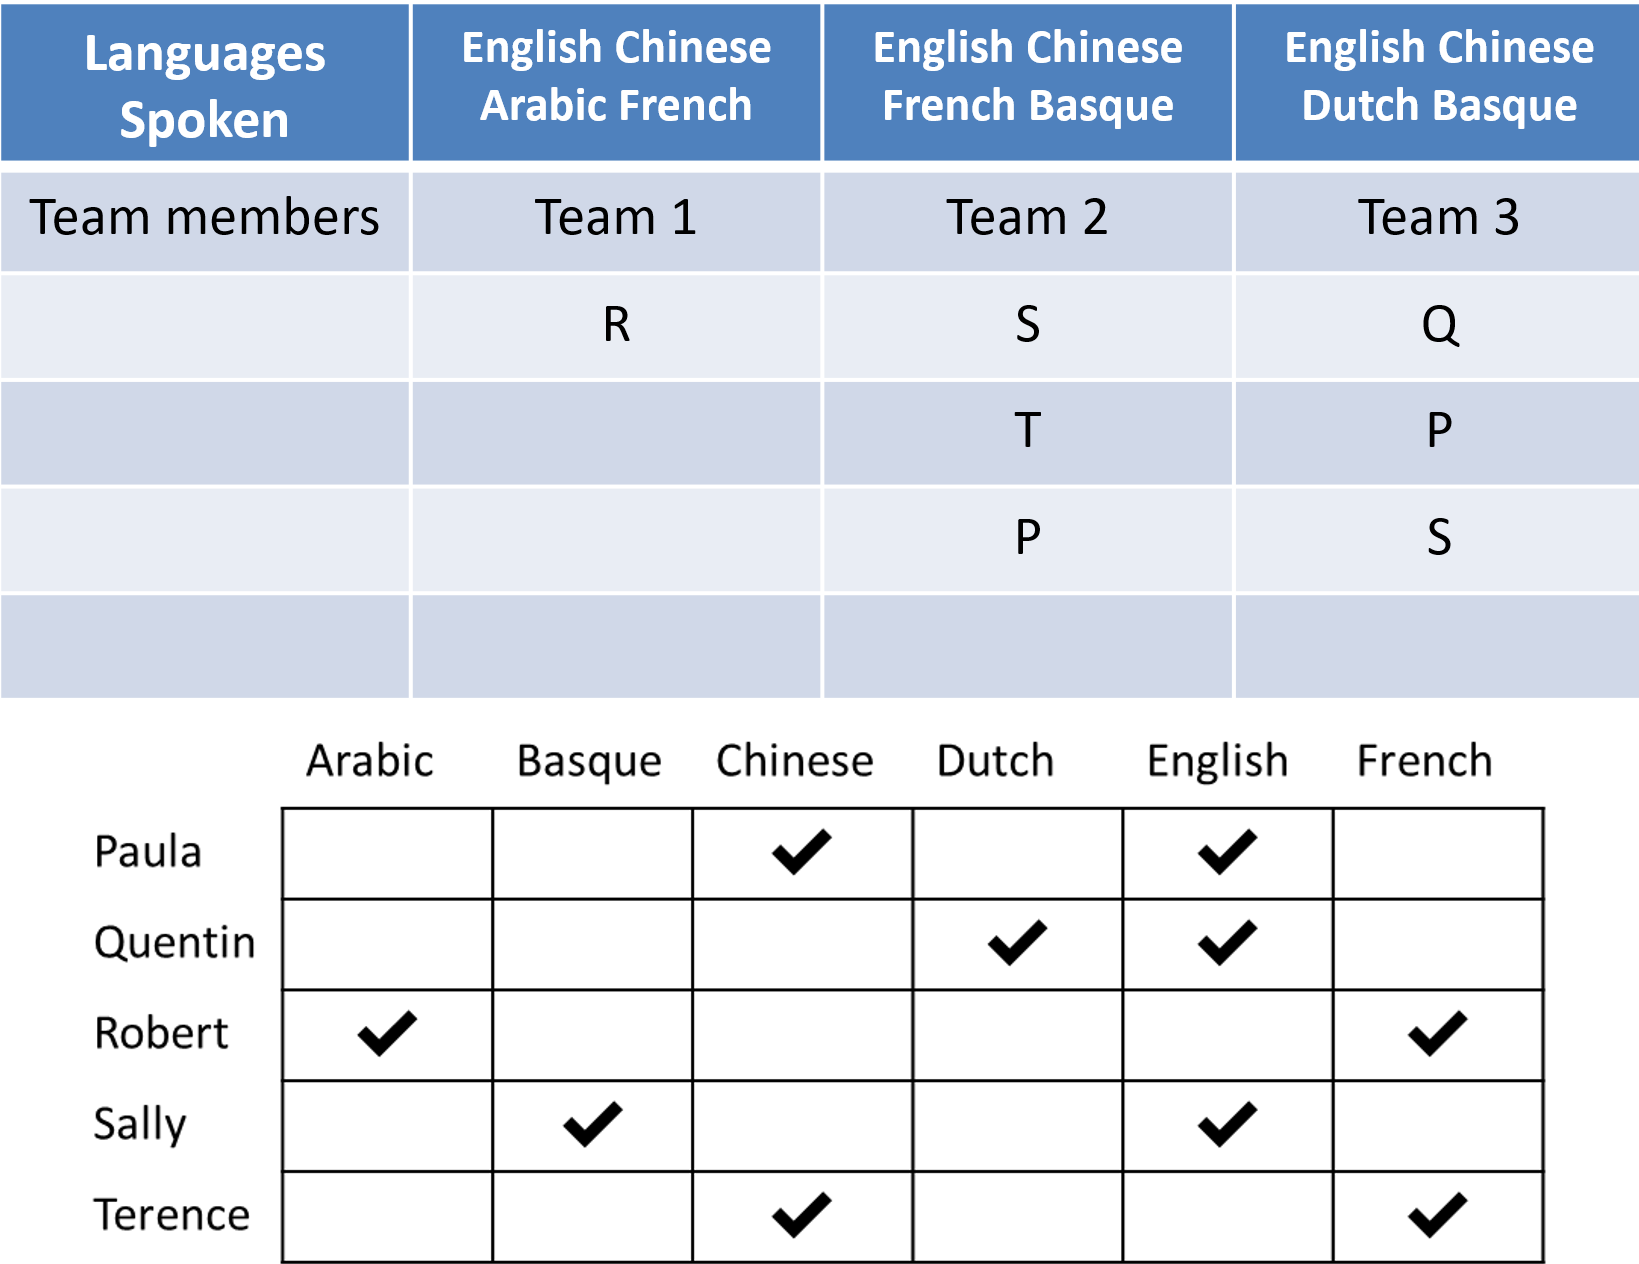 Languages Spoken
English Chinese Arabic French
English Chinese French Basque
English Chinese Dutch Basque
Team members Team 1 Team 2 Team 3
R S Q
T P
P S
Arabic Basque Chinese Dutch English French
Paula ✔ ✔
Quentin ✔ ✔
Robert ✔ ✔
Sally ✔ ✔
Terence ✔ ✔